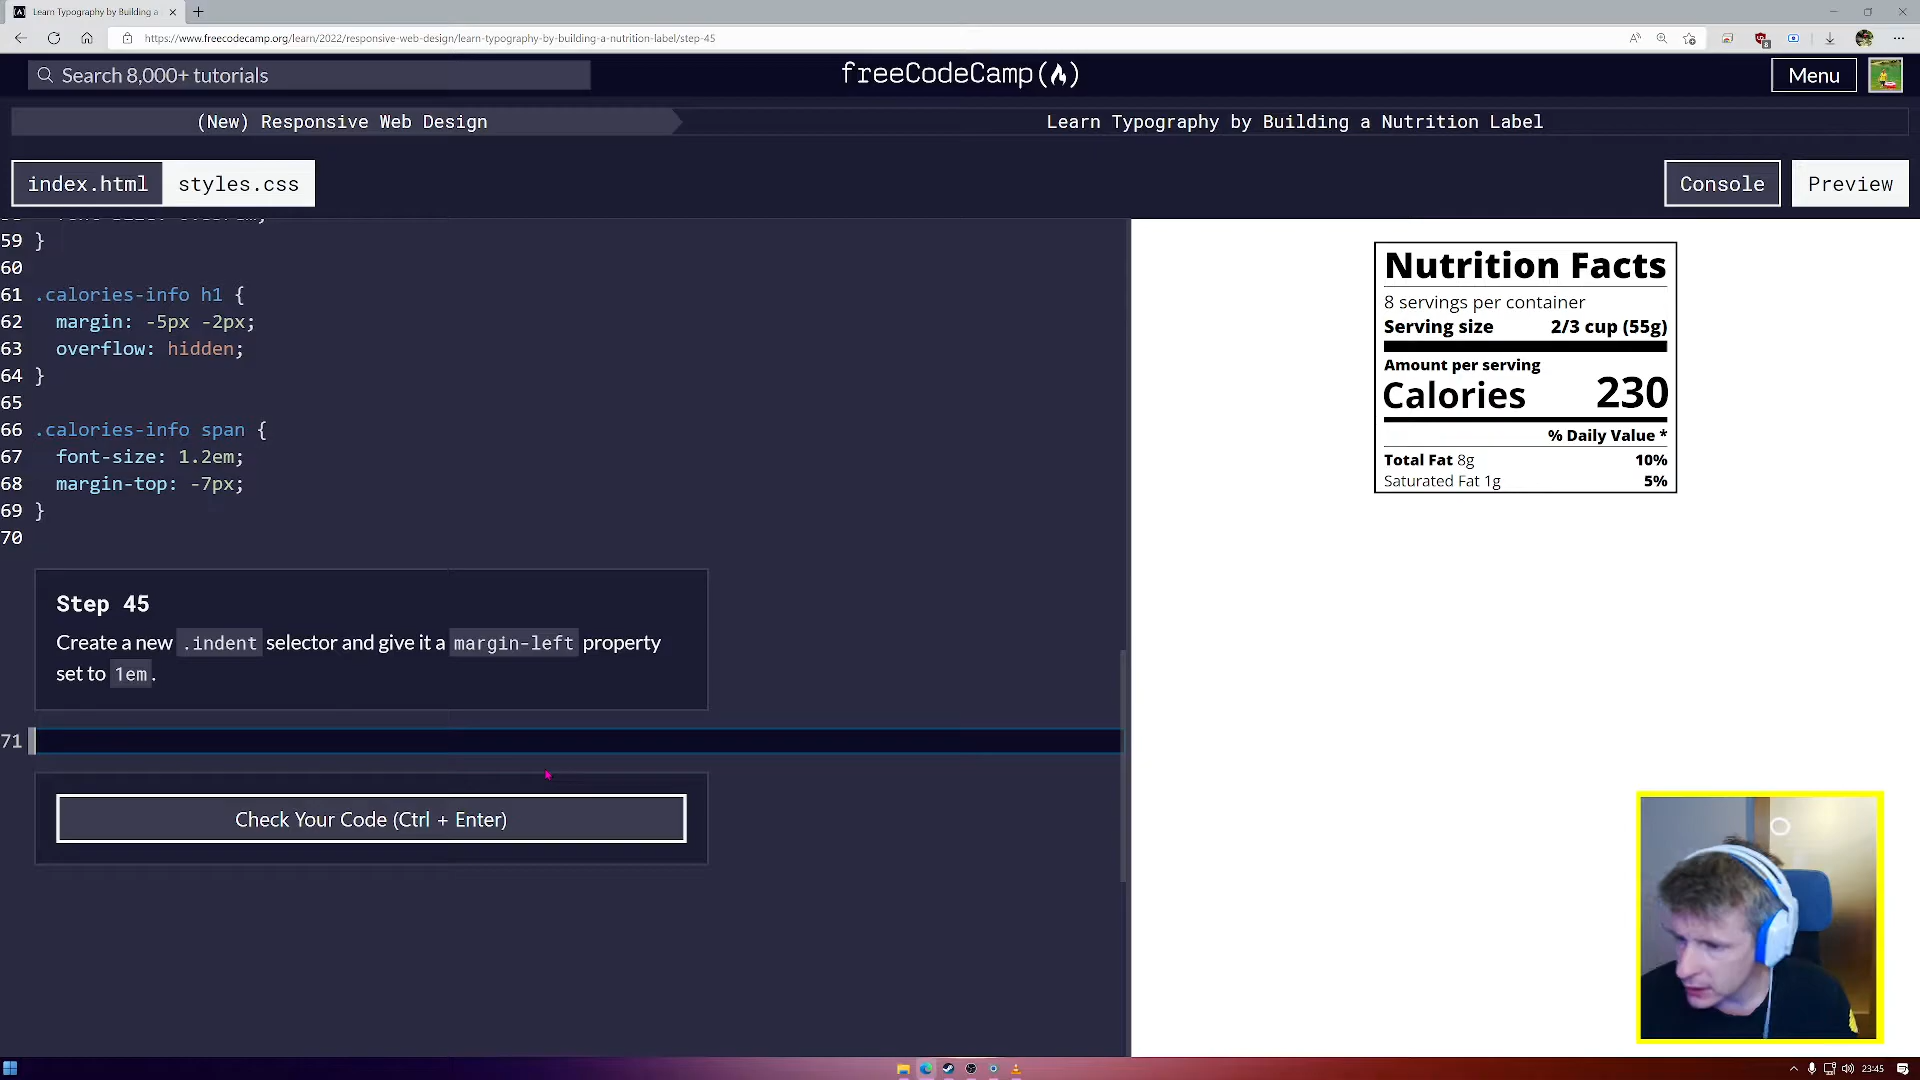 Learn Typography by Building a
https://www.freecodecamp.org/learn/2022/responsive-web-design/learn-typography-by-building-a-nutrition-label/step-45
Search 8,000+ tutorials
freeCodeCamp
Menu
(New) Responsive Web Design
Learn Typography by Building a Nutrition Label
index.html
styles.css
Console
Preview
59 }
60
61 .calories-info h1 {
62 margin: -5px -2px;
63 overflow: hidden;
64 }
65
66 .calories-info span {
67 font-size: 1.2em;
68 margin-top: -7px;
69 }
70
Step 45
Create a new .indent selector and give it a margin-left property
set to 1em.
71
Check Your Code (Ctrl + Enter)
Nutrition Facts
8 servings per container
Serving size 2/3 cup (55g)
Amount per serving
Calories 230
% Daily Value *
Total Fat 8g 10%
Saturated Fat 1g 5%
23:45